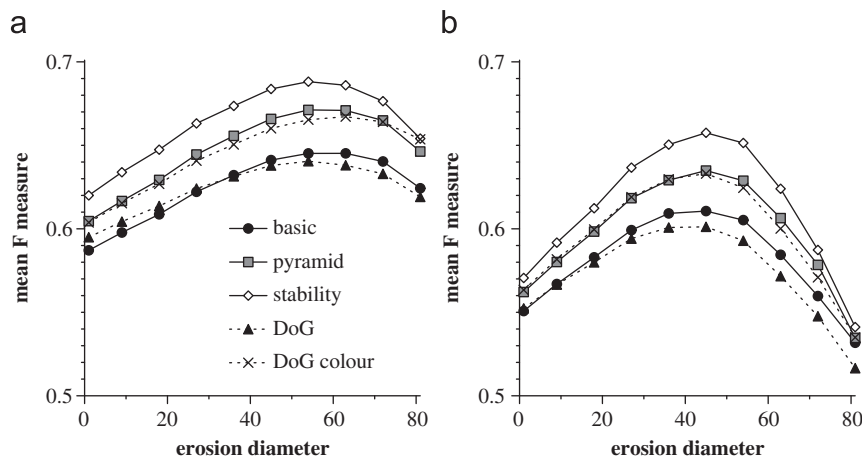 a
b
0.7
0.6
0.5
mean F measure
basic
pyramid
stability
DoG
DoG colour
0
20
40
60
80
erosion diameter
0.7
0.6
0.5
mean F measure
0
20
40
60
80
erosion diameter